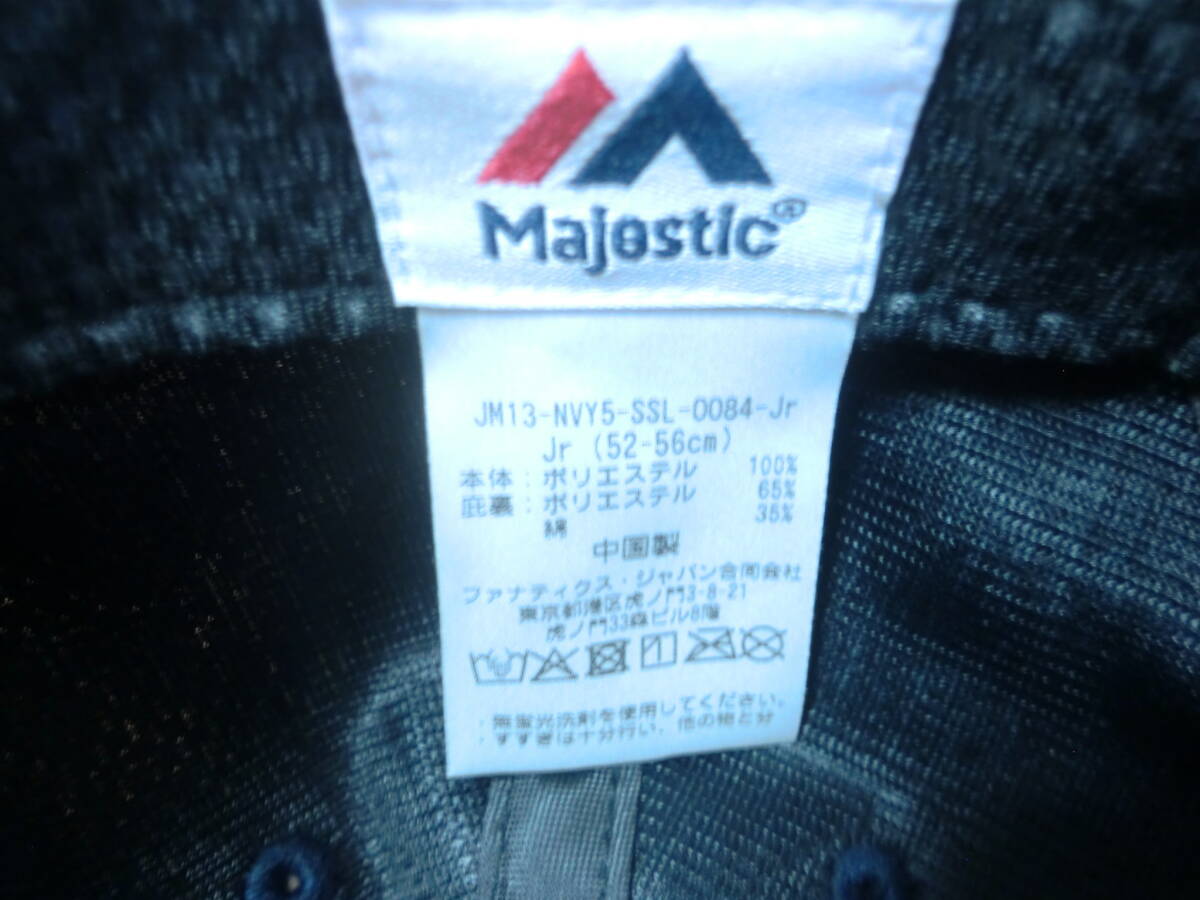 Majestic®
JM13-NVY5-SSL-0084-Jr
Jr (52-56cm)
本体：ポリエステル 100%
庇裏：ポリエステル 65%
綿 35%
中国製
ファナティクス・ジャパン合同会社
東京都港区虎ノ門3-8-21
虎ノ門33森ビル8階
・無蛍光洗剤を使用してください。
・すすぎは十分行い、他の物と分